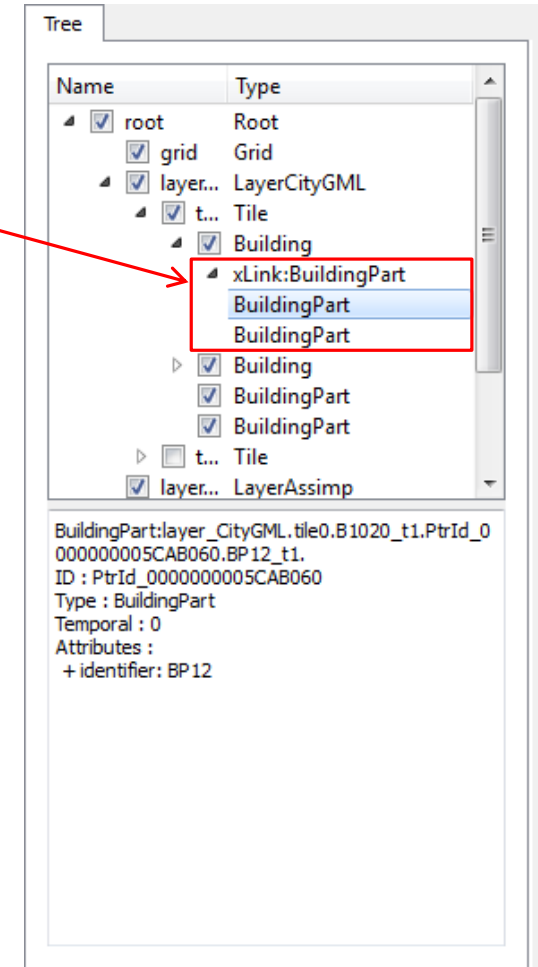 Tree
Name Type
root Root
grid Grid
layer... LayerCityGML
t... Tile
Building
xLink:BuildingPart
BuildingPart
BuildingPart
Building
BuildingPart
BuildingPart
t... Tile
layer... LayerAssimp
BuildingPart:layer_CityGML.tile0.B1020_t1.PtrId_0
000000005CAB060.BP12_t1.
ID : PtrId_0000000005CAB060
Type : BuildingPart
Temporal : 0
Attributes :
+ identifier: BP12